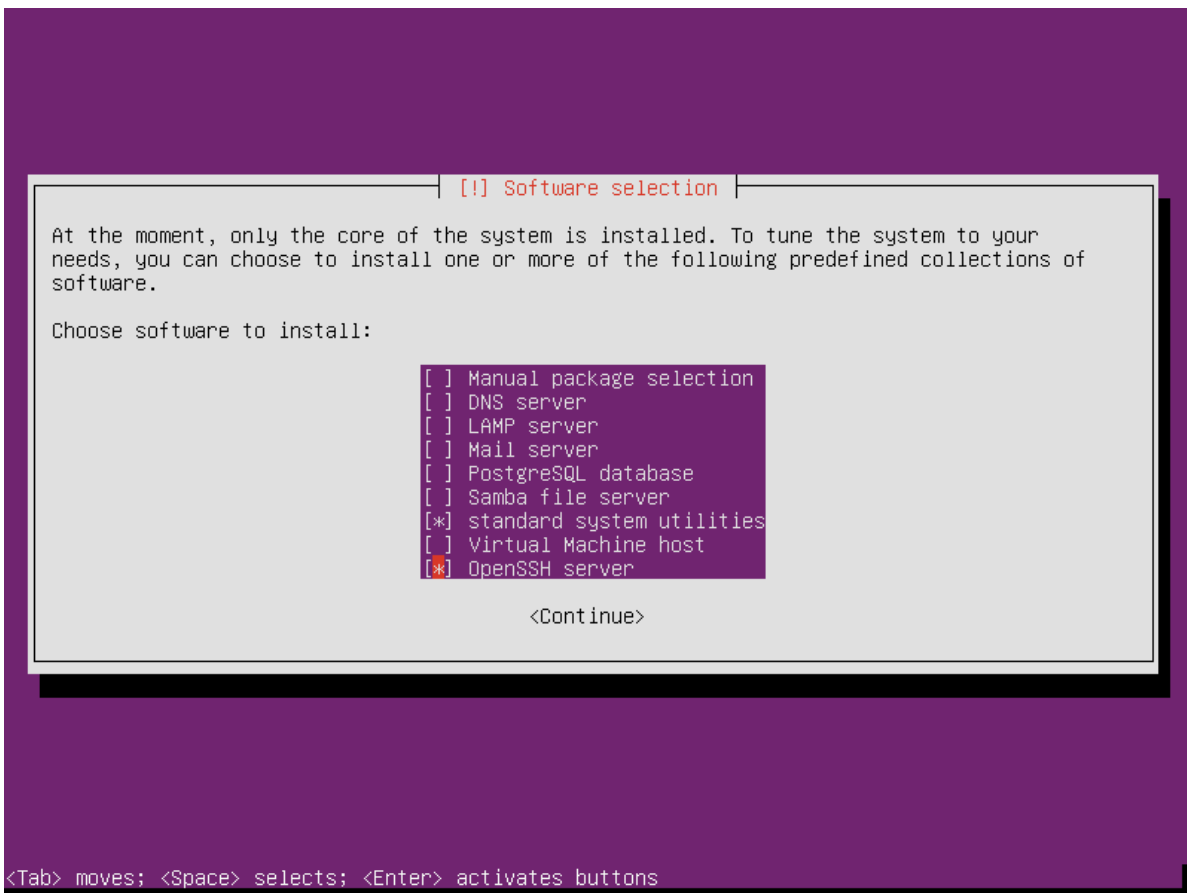 [!] Software selection
At the moment, only the core of the system is installed. To tune the system to your
needs, you can choose to install one or more of the following predefined collections of
software.
Choose software to install:
[ ] Manual package selection
[ ] DNS server
[ ] LAMP server
[ ] Mail server
[ ] PostgreSQL database
[ ] Samba file server
[*] standard system utilities
[ ] Virtual Machine host
[*] OpenSSH server
<Continue>
<Tab> moves; <Space> selects; <Enter> activates buttons